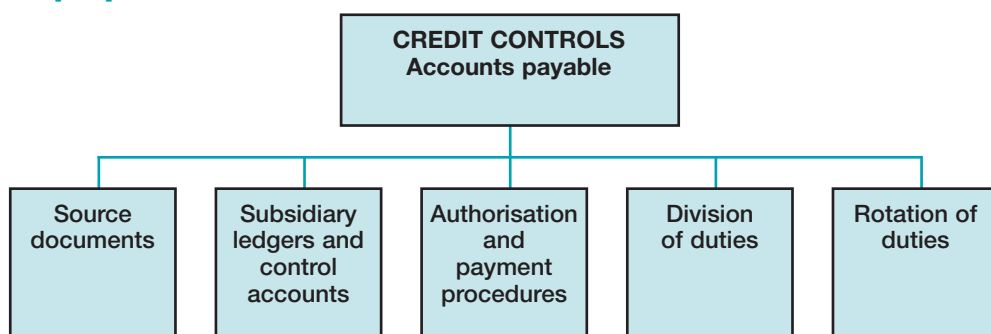 CREDIT CONTROLS
Accounts payable
Source
documents
Subsidiary
ledgers and
control
accounts
Authorisation
and
payment
procedures
Division
of duties
Rotation of
duties